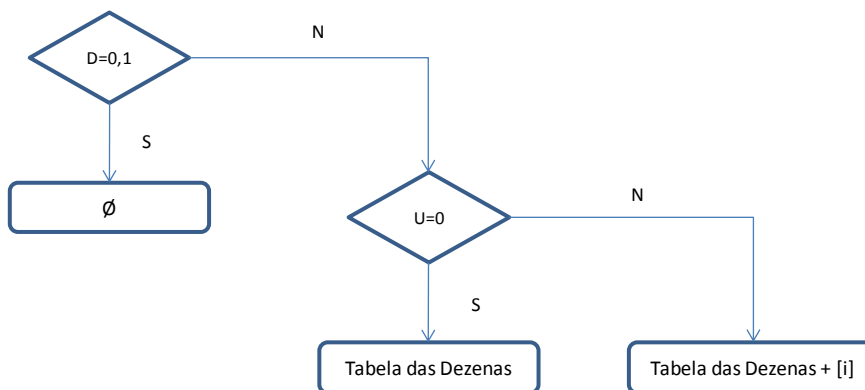 N
D=0,1
S
Ø
N
U=0
S
Tabela das Dezenas
Tabela das Dezenas + [i]